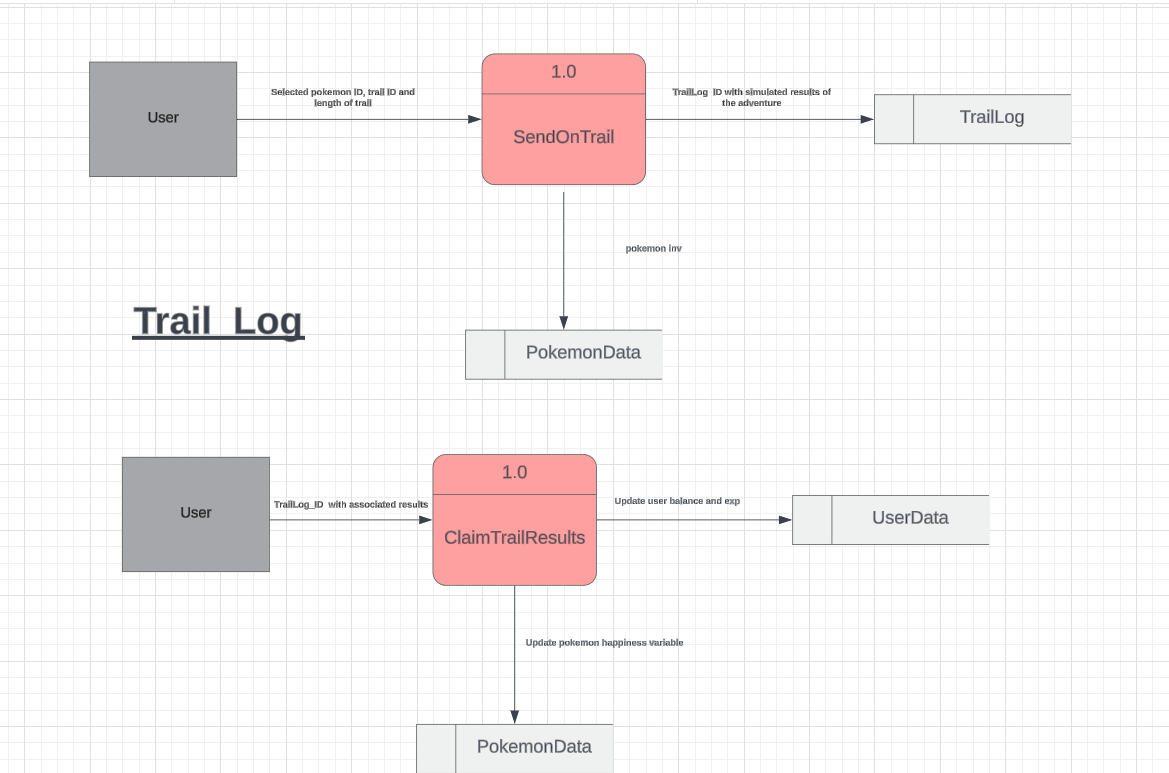 1.0
User
Selected pokemon ID, trail ID and
length of trail
SendOnTrail
TrailLog ID with simulated results of
the adventure
TrailLog
pokemon inv
Trail Log
PokemonData
1.0
User
TrailLog_ID with associated results
ClaimTrailResults
Update user balance and exp
UserData
Update pokemon happiness variable
PokemonData